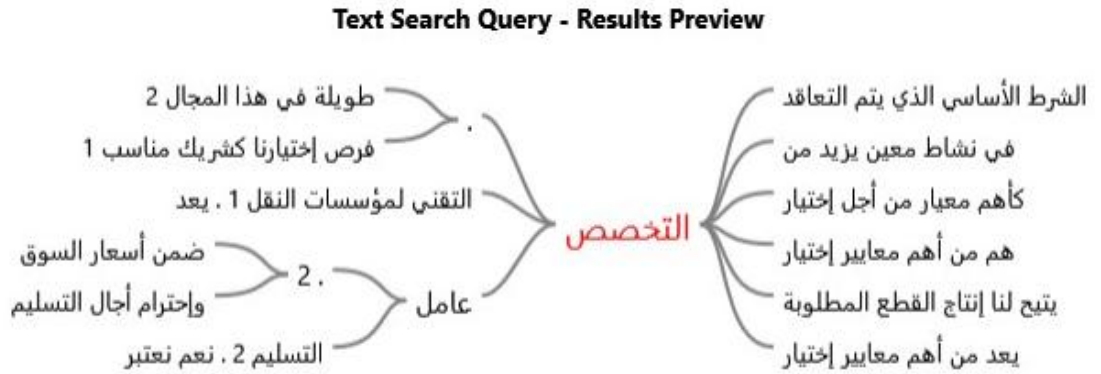 Text Search Query - Results Preview
الشرط الأساسي الذي يتم التعاقد
في نشاط معين يزيد من
كأهم معيار من أجل إختيار
هم من أهم معايير إختيار
يتيح لنا إنتاج القطع المطلوبة
يعد من أهم معايير إختيار
التخصص
.
طويلة في هذا المجال 2
فرص إختيارنا كشريك مناسب 1
التقني لمؤسسات النقل 1 . يعد
عامل
. 2
ضمن أسعار السوق
وإحترام أجال التسليم
التسليم 2 . نعم نعتبر